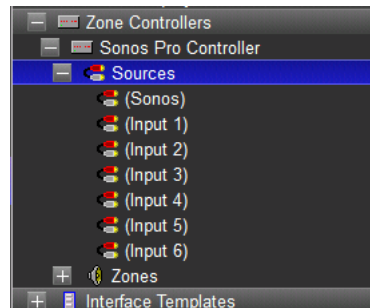 Zone Controllers
Sonos Pro Controller
Sources
(Sonos)
(Input 1)
(Input 2)
(Input 3)
(Input 4)
(Input 5)
(Input 6)
Zones
Interface Templates